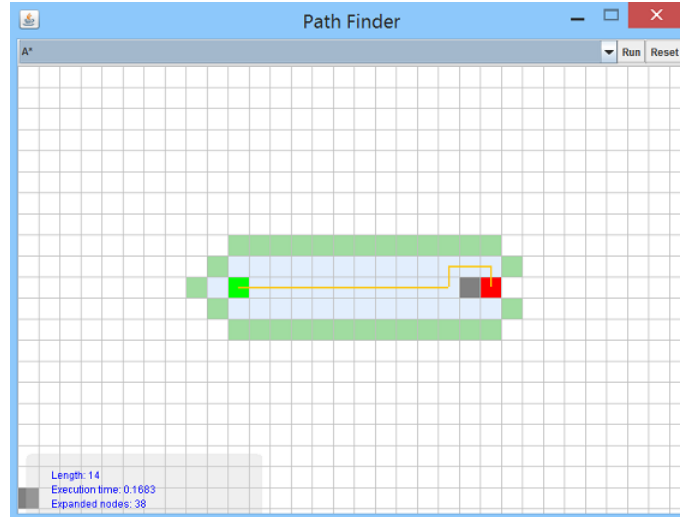 Path Finder
A*
Run Reset
Length: 14
Execution time: 0.1683
Expanded nodes: 38